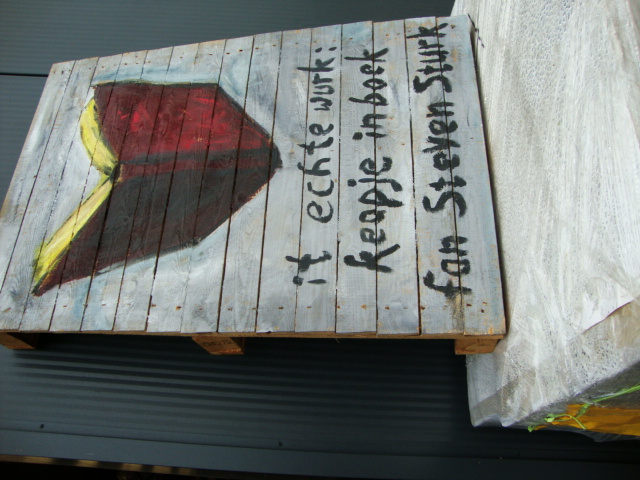 it echte wurk:
keapje in boek
fan Steven Sturk